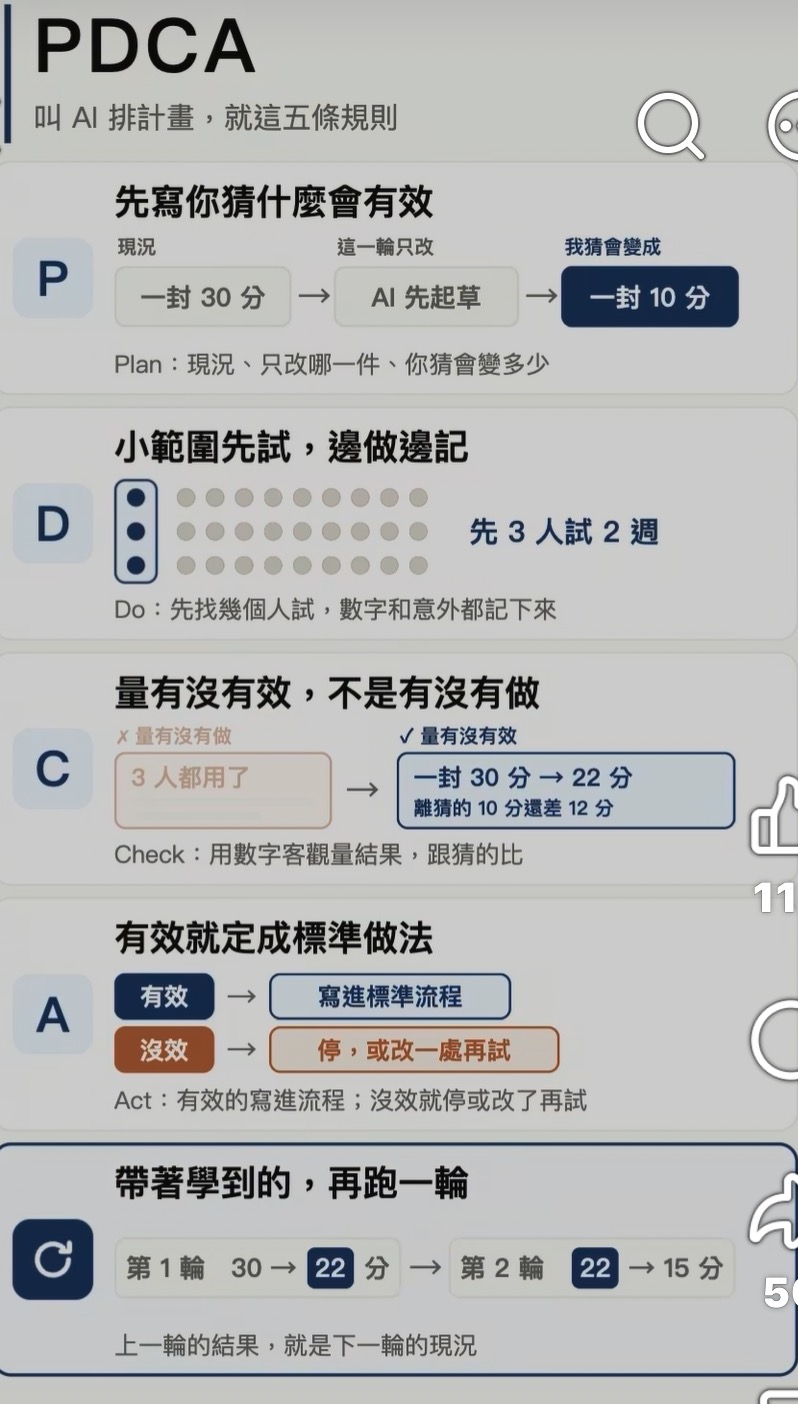 PDCA
叫 AI 排計畫，就這五條規則
P
先寫你猜什麼會有效
現況
這一輪只改
我猜會變成
一封 30 分 → AI 先起草 → 一封 10 分
Plan：現況、只改哪一件、你猜會變多少
D
小範圍先試，邊做邊記
先 3 人試 2 週
Do：先找幾個人試，數字和意外都記下來
C
量有沒有效，不是有沒有做
✗ 量有沒有做
✓ 量有沒有效
3 人都用了 →
一封 30 分 → 22 分
離猜的 10 分還差 12 分
Check：用數字客觀量結果，跟猜的比
11
A
有效就定成標準做法
有效 → 寫進標準流程
沒效 → 停，或改一處再試
Act：有效的寫進流程；沒效就停或改了再試
帶著學到的，再跑一輪
第 1 輪 30 → 22 分 → 第 2 輪 22 → 15 分
上一輪的結果，就是下一輪的現況